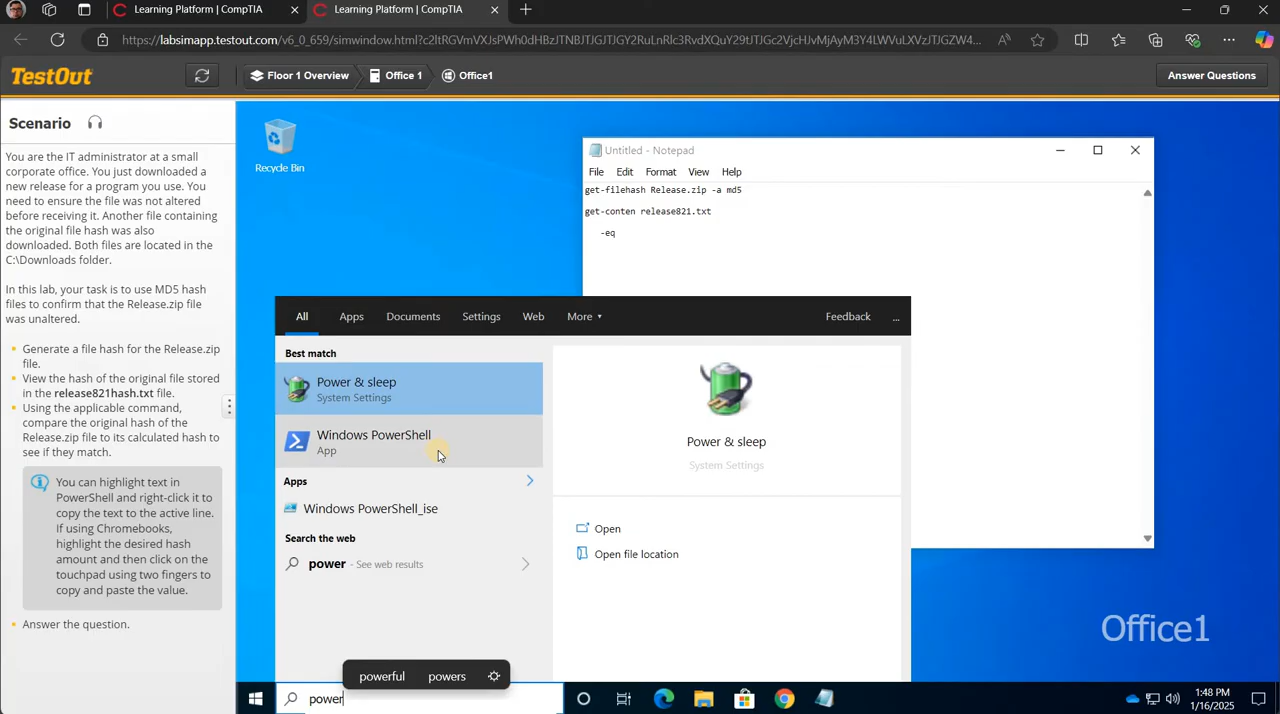 Learning Platform | CompTIA
Learning Platform | CompTIA
https://labsimapp.testout.com/v6_0_659/simwindow.html?c2ltRGVmVXJsPWh0dHBzJTNBJTJGJTJGY2RuLnRlc3RvdXQuY29tJTJGc2VjcHJvMjAyM3Y4LWVuLXVzJTJGZW4...
TestOut
Floor 1 Overview
Office 1
Office1
Answer Questions
Scenario
You are the IT administrator at a small
corporate office. You just downloaded a
new release for a program you use. You
need to ensure the file was not altered
before receiving it. Another file containing
the original file hash was also
downloaded. Both files are located in the
C:\Downloads folder.
In this lab, your task is to use MD5 hash
files to confirm that the Release.zip file
was unaltered.
Generate a file hash for the Release.zip
file.
View the hash of the original file stored
in the release821hash.txt file.
Using the applicable command,
compare the original hash of the
Release.zip file to its calculated hash to
see if they match.
You can highlight text in
PowerShell and right-click it to
copy the text to the active line.
If using Chromebooks,
highlight the desired hash
amount and then click on the
touchpad using two fingers to
copy and paste the value.
Answer the question.
Recycle Bin
Untitled - Notepad
File Edit Format View Help
get-filehash Release.zip -a md5
get-conten release821.txt
-eq
All Apps Documents Settings Web More Feedback ...
Best match
Power & sleep
System Settings
Windows PowerShell
App
Apps
Windows PowerShell_ise
Search the web
power - See web results
Power & sleep
System Settings
Open
Open file location
Office1
powerful powers
power
1:48 PM
1/16/2025